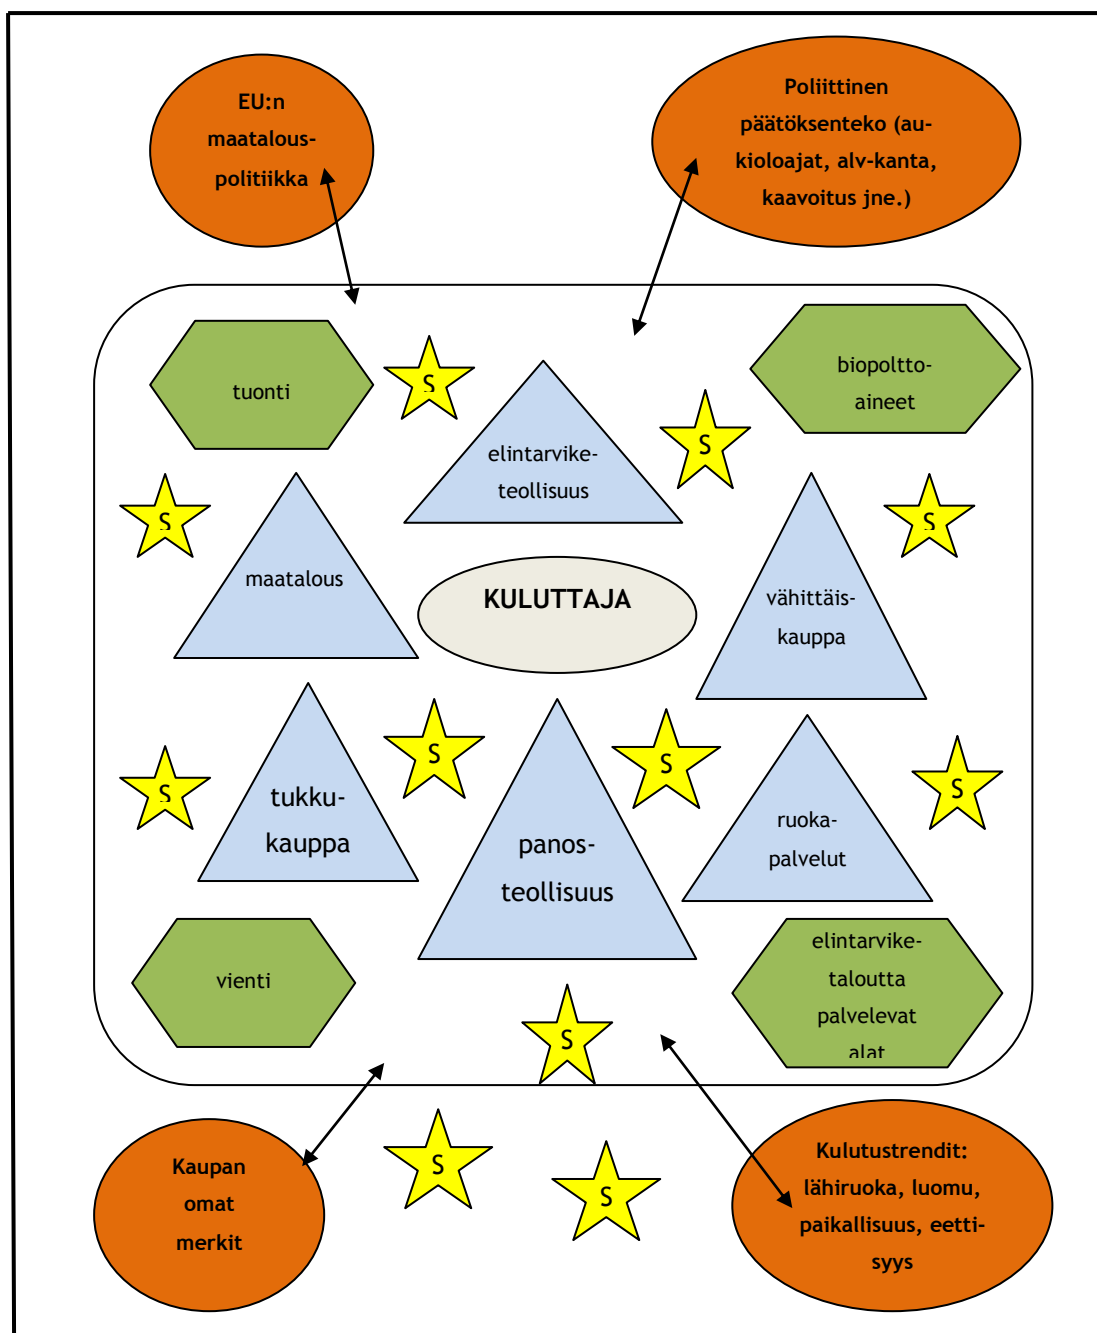 EU:n
maatalous-
politiikka
Poliittinen
päätöksenteko (au-
kioloajat, alv-kanta,
kaavoitus jne.)
tuonti
S
biopoltto-
aineet
elintarvike-
teollisuus
S
S
S
maatalous
KULUTTAJA
vähittäis-
kauppa
S
S
S
S
tukku-
kauppa
panos-
teollisuus
ruoka-
palvelut
vienti
elintarvike-
taloutta
palvelevat
alat
S
Kaupan
omat
merkit
S
S
Kulutustrendit:
lähiruoka, luomu,
paikallisuus, eetti-
syys